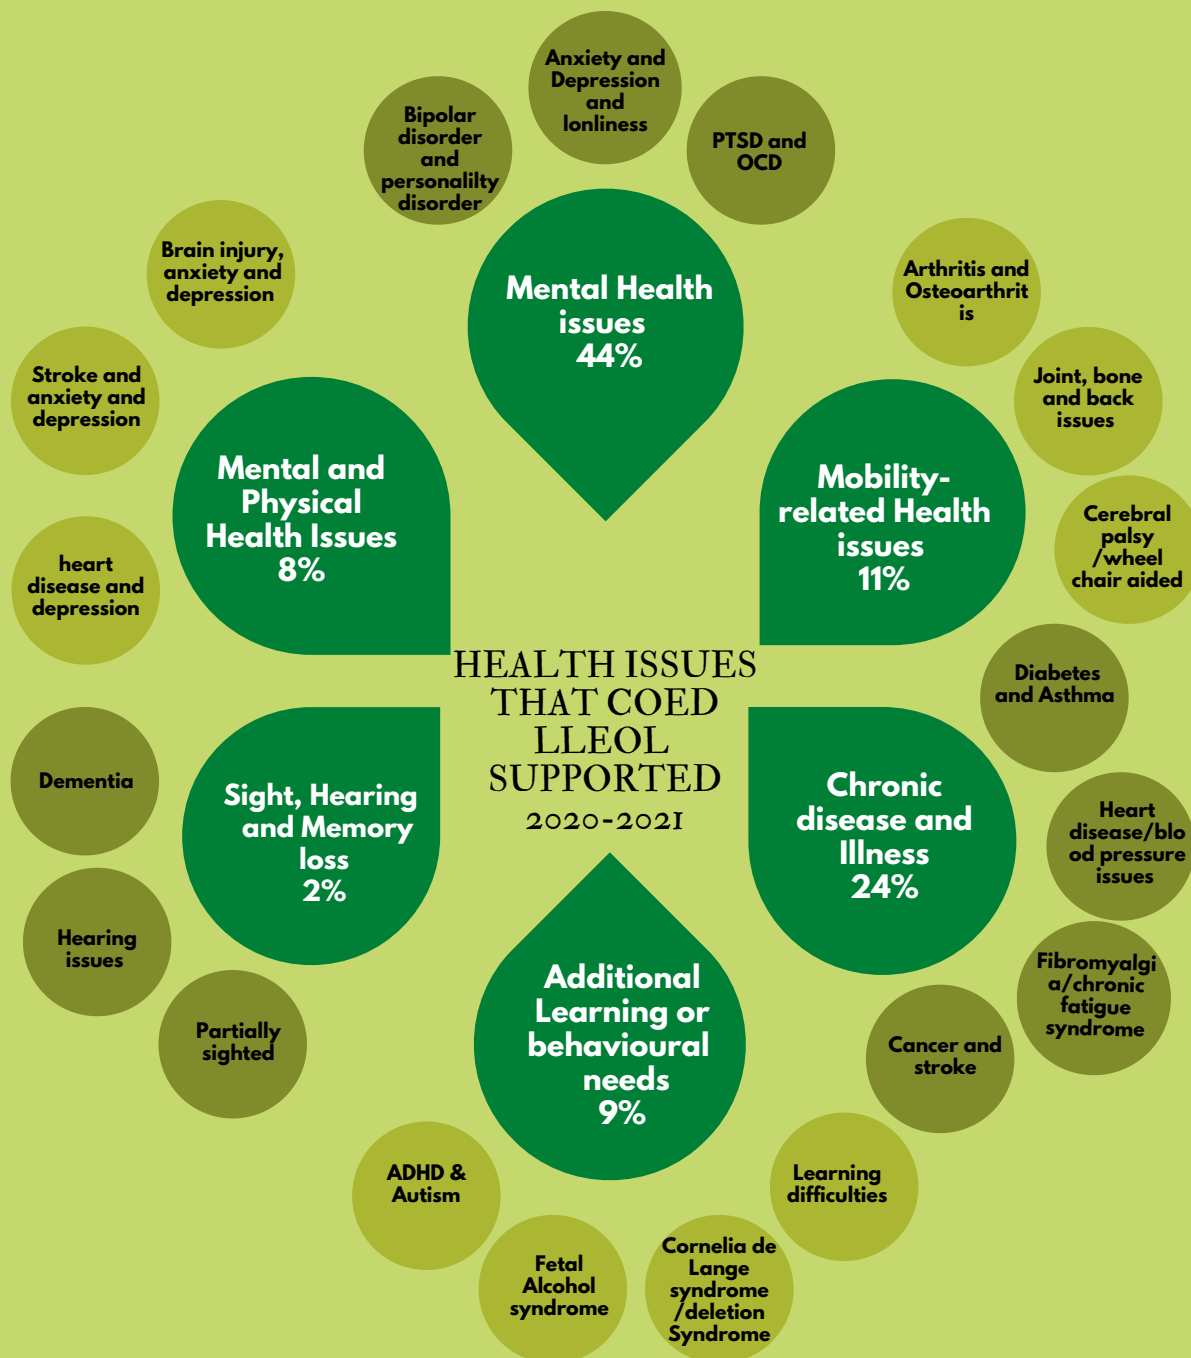 Anxiety and
Depression
and
lonliness
Bipolar
disorder
and
personalilty
disorder
PTSD and
OCD
Mental Health
issues
44%
Brain injury,
anxiety and
depression
Stroke and
anxiety and
depression
heart
disease and
depression
Mental and
Physical
Health Issues
8%
Arthritis and
Osteoarthrit
is
Joint, bone
and back
issues
Cerebral
palsy
/wheel
chair aided
Mobility-
related Health
issues
11%
HEALTH ISSUES
THAT COED
LLEOL
SUPPORTED
2020-2021
Dementia
Hearing
issues
Partially
sighted
Sight, Hearing
and Memory
loss
2%
Diabetes
and Asthma
Heart
disease/blo
od pressure
issues
Fibromyalgi
a/chronic
fatigue
syndrome
Cancer and
stroke
Chronic
disease and
Illness
24%
Additional
Learning or
behavioural
needs
9%
ADHD &
Autism
Fetal
Alcohol
syndrome
Cornelia de
Lange
syndrome
/deletion
Syndrome
Learning
difficulties